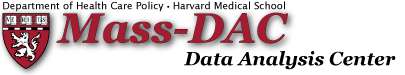 Department of Health Care Policy • Harvard Medical School
Mass-DAC
Data Analysis Center